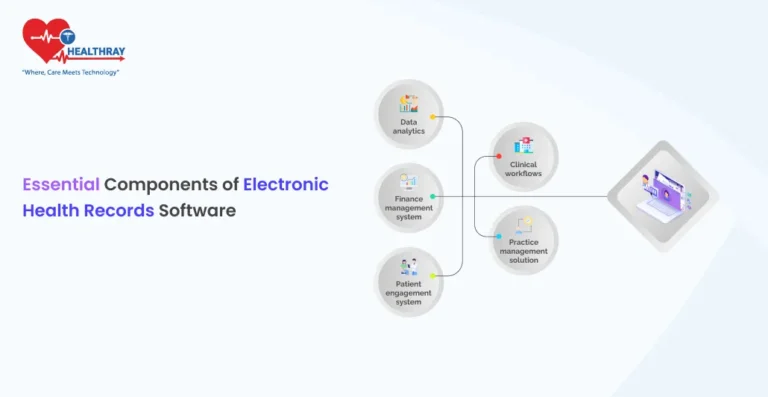 HEALTHRAY
"Where, Care Meets Technology"
Essential Components of Electronic
Health Records Software
Data
analytics
Finance
management
system
Patient
engagement
system
Clinical
workflows
Practice
management
solution